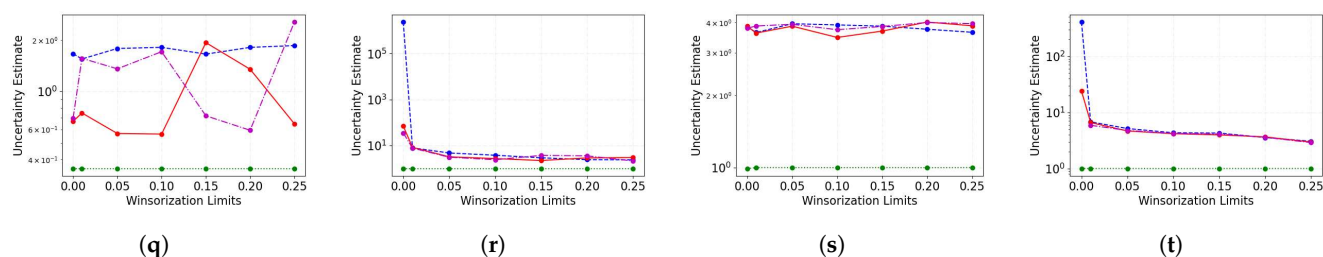 Uncertainty Estimate
2 × 10⁰
10⁰
6 × 10⁻¹
4 × 10⁻¹
0.00 0.05 0.10 0.15 0.20 0.25
Winsorization Limits
(q)
Uncertainty Estimate
10⁵
10³
10¹
0.00 0.05 0.10 0.15 0.20 0.25
Winsorization Limits
(r)
Uncertainty Estimate
4 × 10⁰
3 × 10⁰
2 × 10⁰
10⁰
0.00 0.05 0.10 0.15 0.20 0.25
Winsorization Limits
(s)
Uncertainty Estimate
10²
10¹
10⁰
0.00 0.05 0.10 0.15 0.20 0.25
Winsorization Limits
(t)